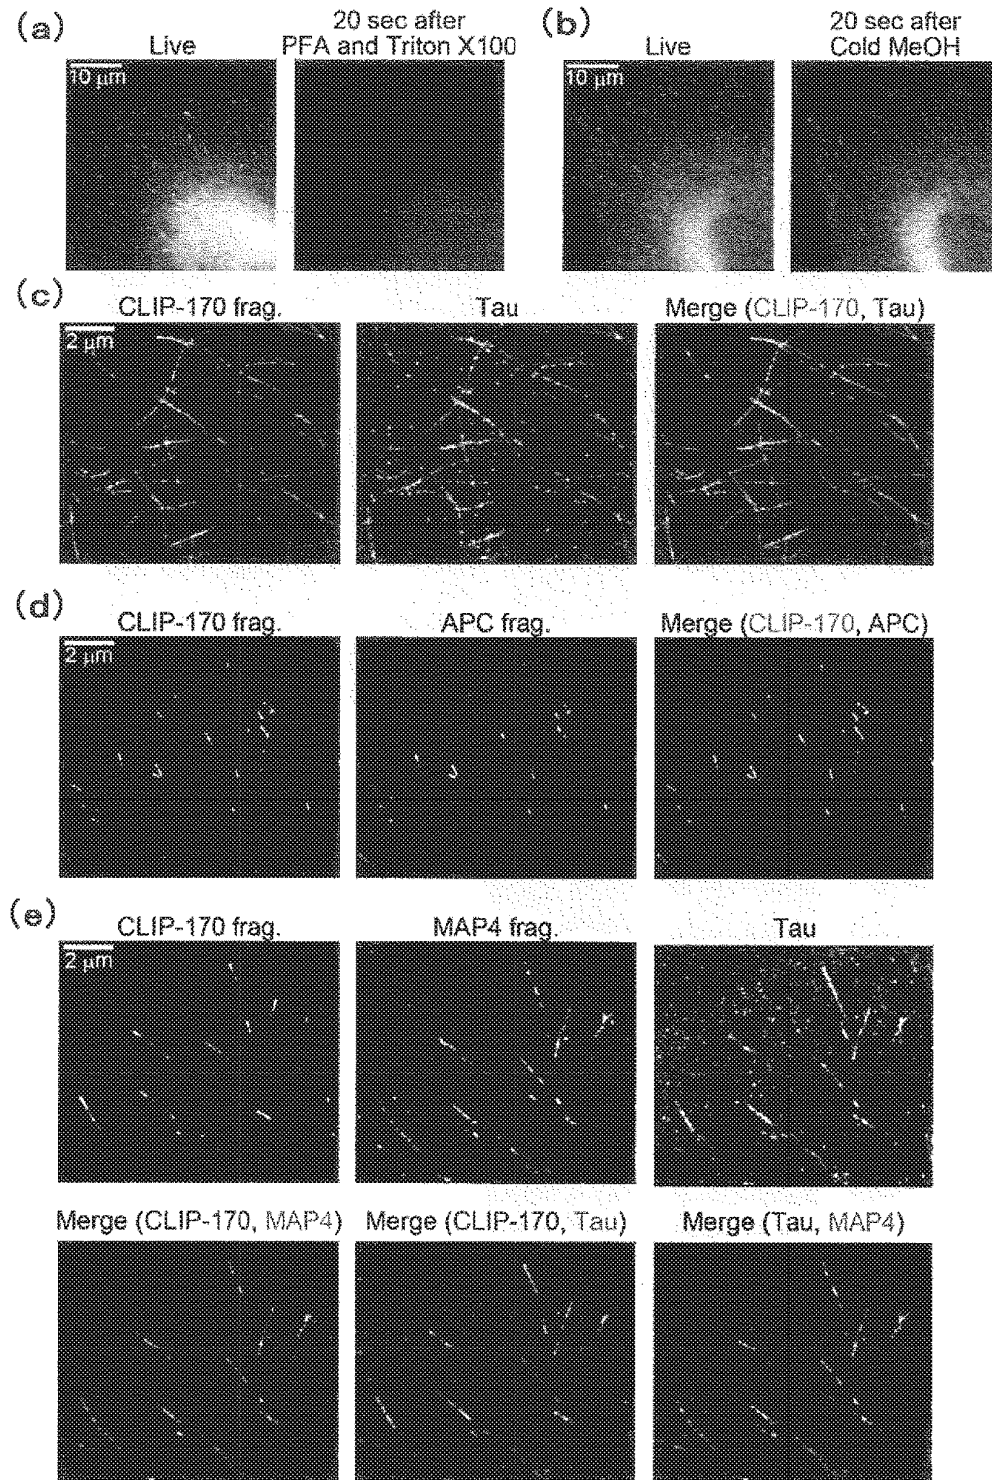 (a)
Live
20 sec after
PFA and Triton X100
10 μm
(b)
Live
20 sec after
Cold MeOH
10 μm
(c)
CLIP-170 frag.
Tau
Merge (CLIP-170, Tau)
2 μm
(d)
CLIP-170 frag.
APC frag.
Merge (CLIP-170, APC)
2 μm
(e)
CLIP-170 frag.
MAP4 frag.
Tau
2 μm
Merge (CLIP-170, MAP4)
Merge (CLIP-170, Tau)
Merge (Tau, MAP4)